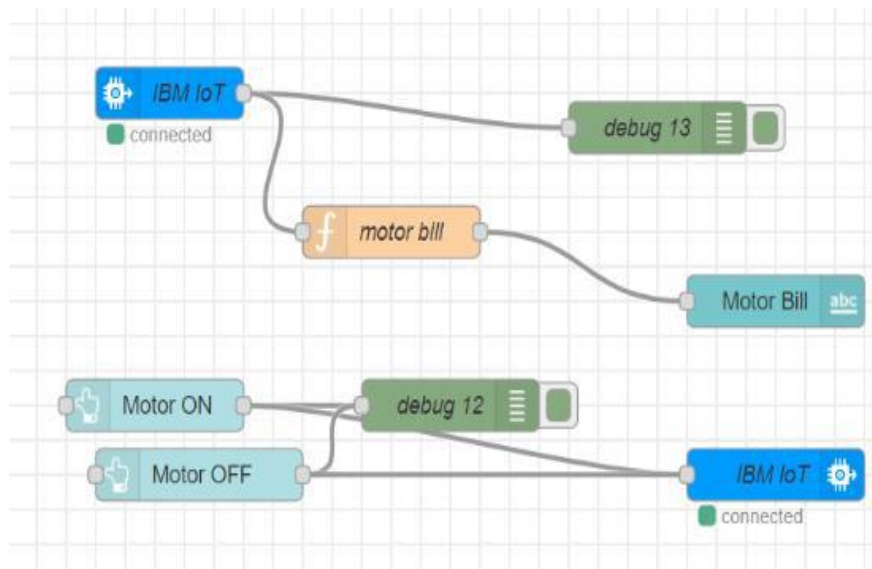 IBM IoT
connected
debug 13
motor bill
Motor Bill abc
Motor ON
debug 12
Motor OFF
IBM IoT
connected